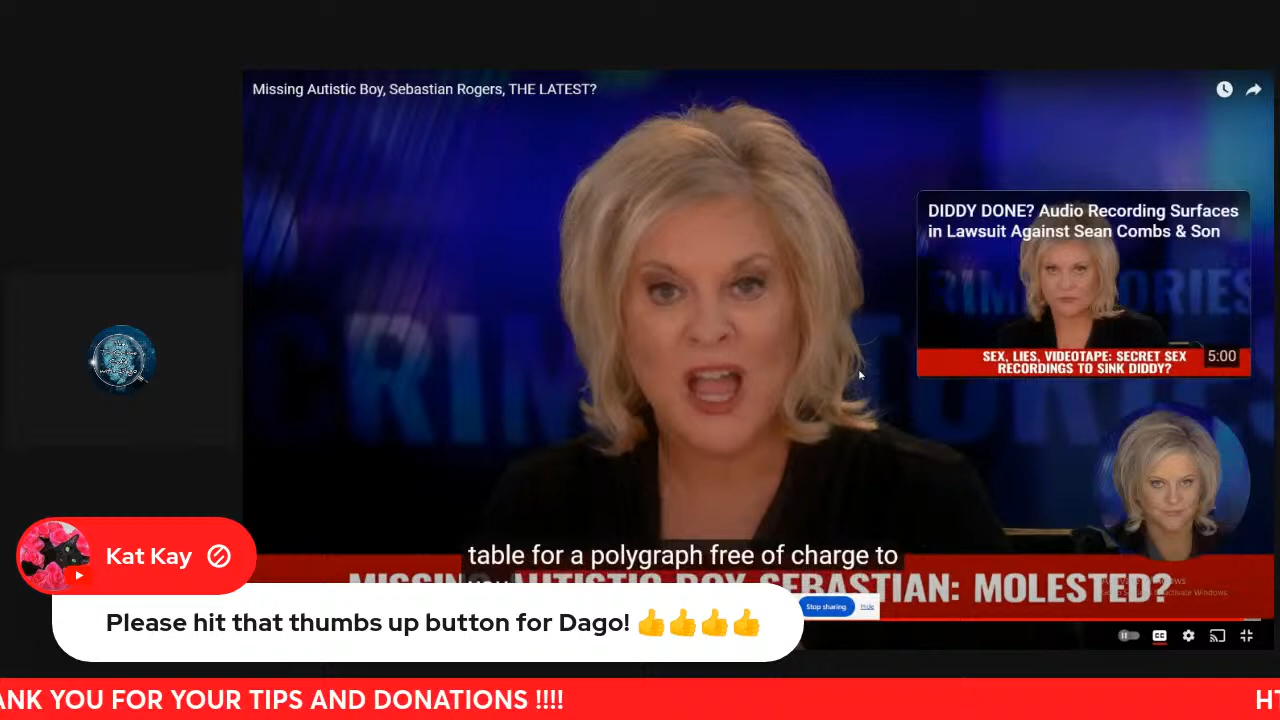 Missing Autistic Boy, Sebastian Rogers, THE LATEST?
DIDDY DONE? Audio Recording Surfaces
in Lawsuit Against Sean Combs & Son
SEX, LIES, VIDEOTAPE: SECRET SEX
RECORDINGS TO SINK DIDDY?
5:00
Kat Kay
table for a polygraph free of charge to
AUTISTIC BOY SEBASTIAN: MOLESTED?
Stop sharing
Hide
CC
Please hit that thumbs up button for Dago! 👍👍👍👍
ANK YOU FOR YOUR TIPS AND DONATIONS !!!!
HT